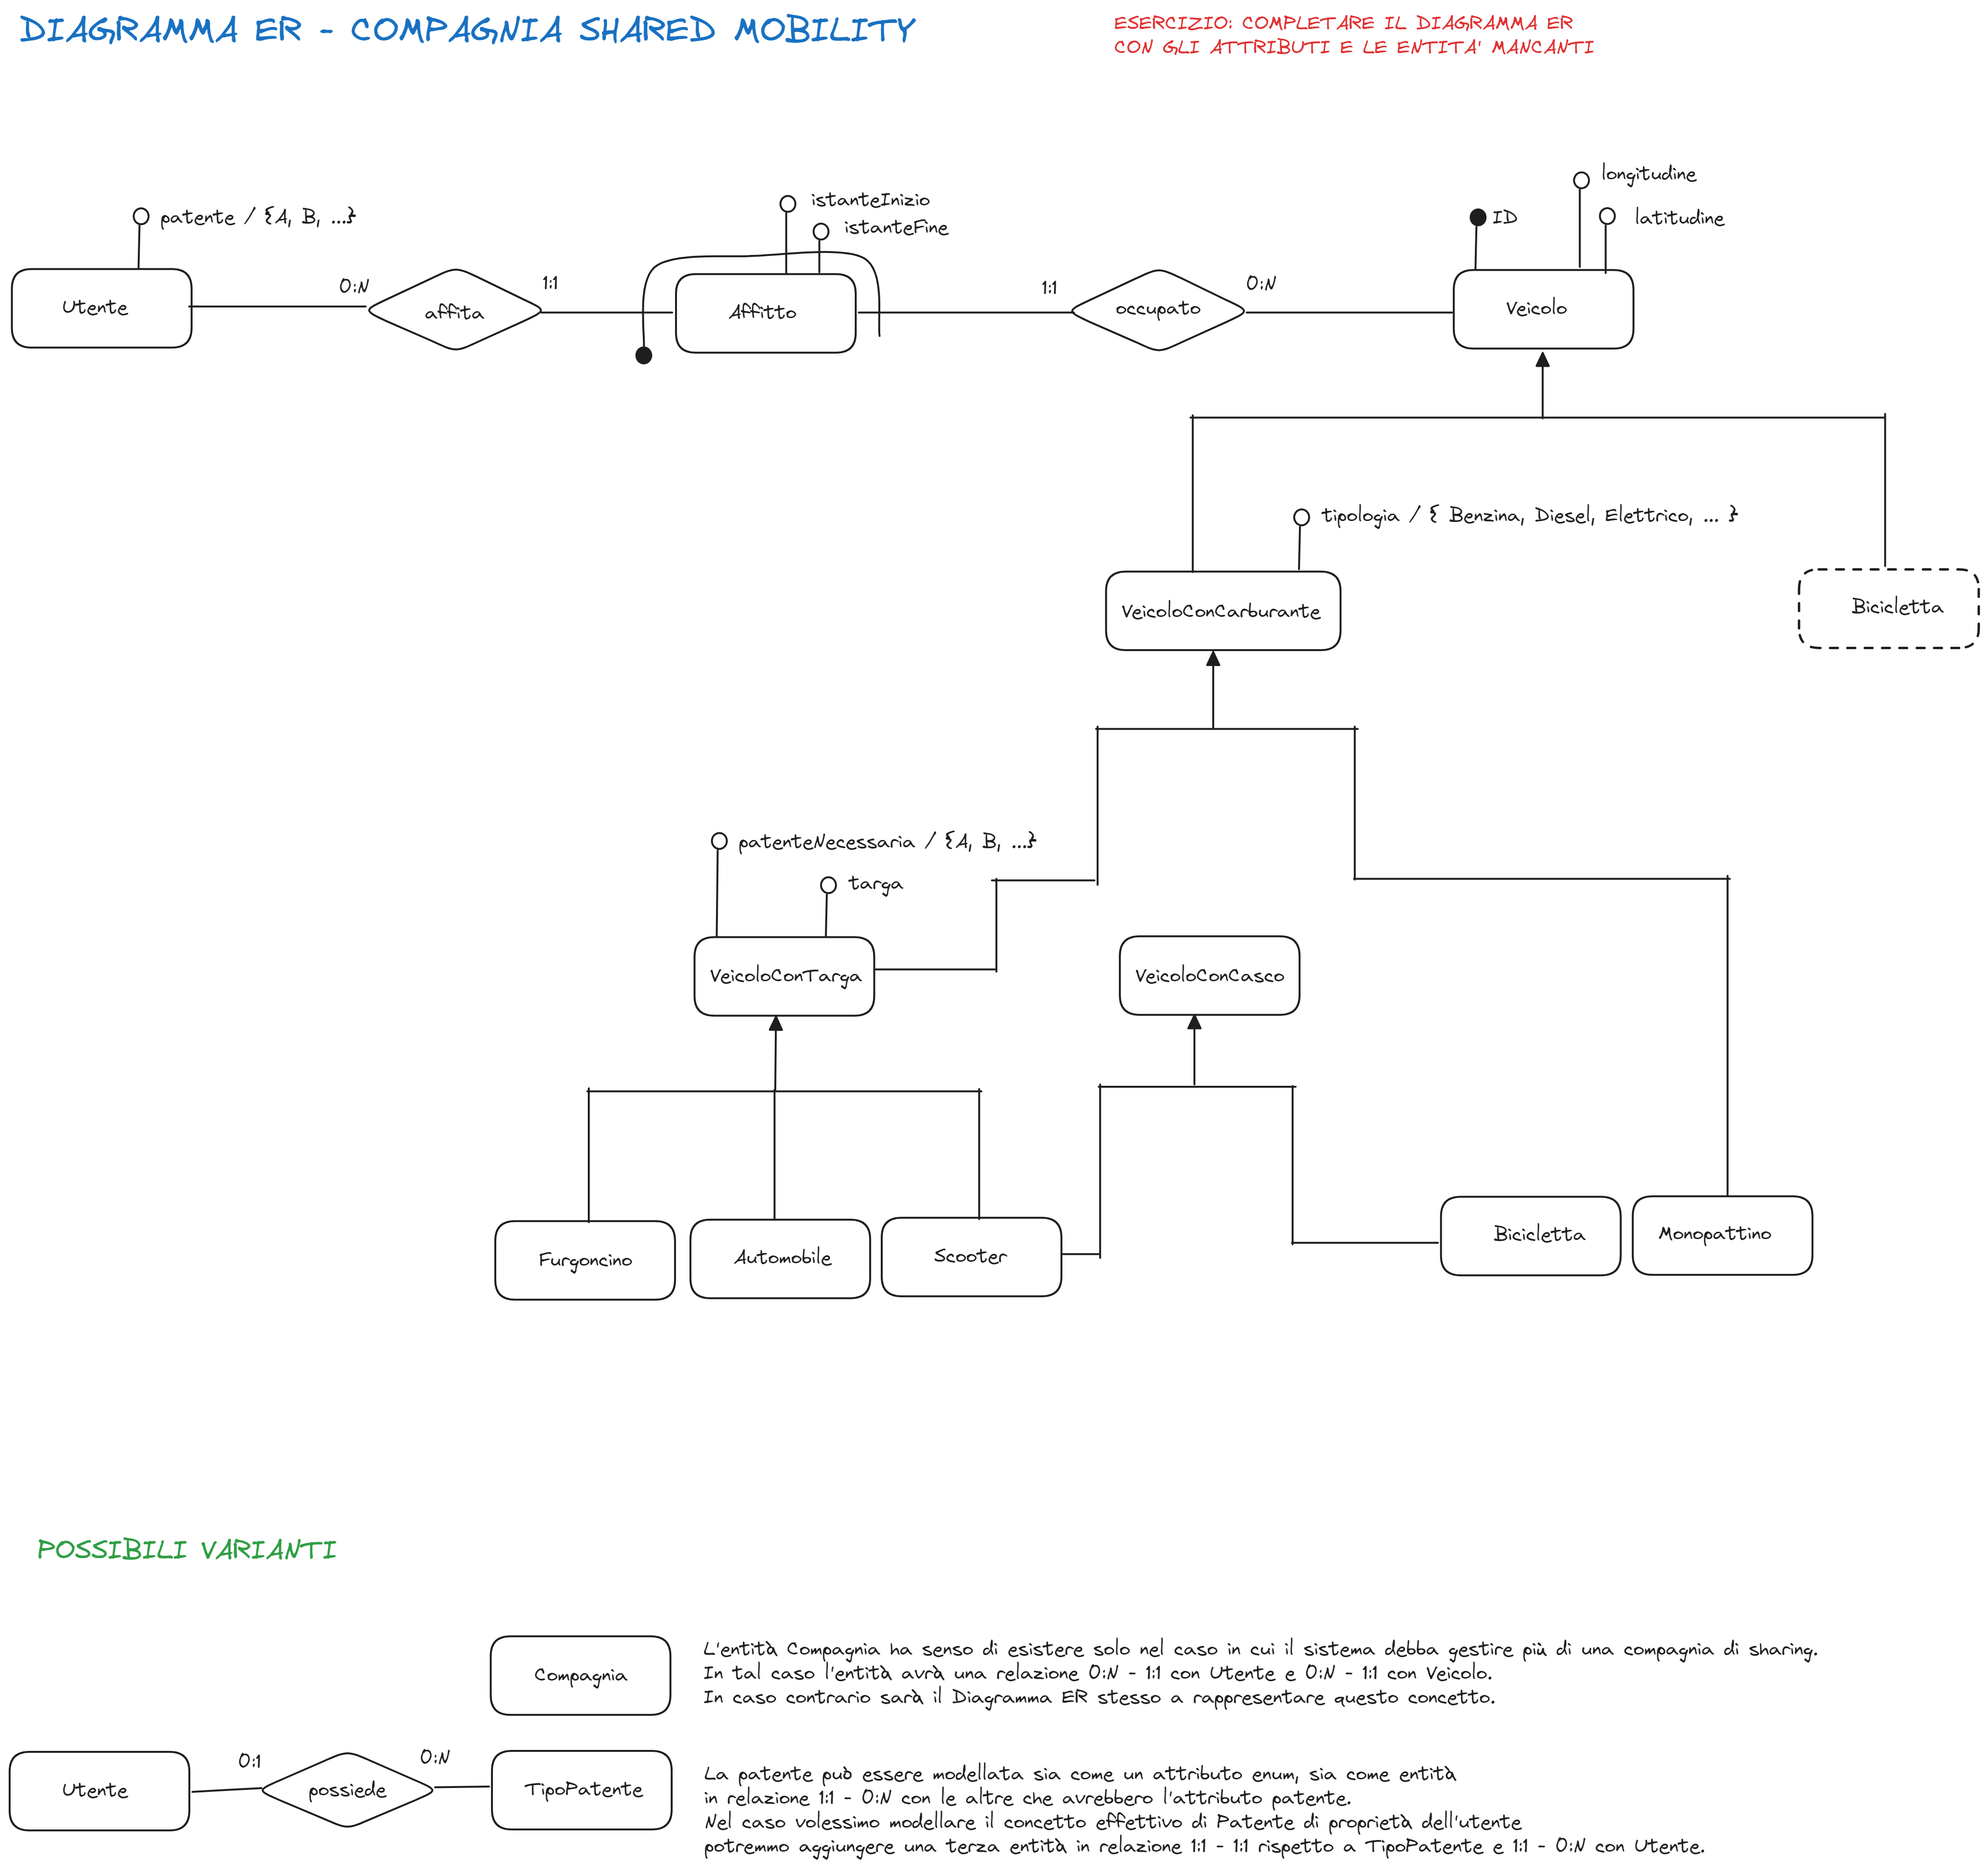 DIAGRAMMA ER - COMPAGNIA SHARED MOBILITY
ESERCIZIO: COMPLETARE IL DIAGRAMMA ER
CON GLI ATTRIBUTI E LE ENTITA' MANCANTI
patente / {A, B, ...}
istanteInizio
istanteFine
longitudine
ID
latitudine
Utente
0:N
affita
1:1
Affitto
1:1
occupato
0:N
Veicolo
tipologia / { Benzina, Diesel, Elettrico, ... }
VeicoloConCarburante
Bicicletta
patenteNecessaria / {A, B, ...}
targa
VeicoloConTarga
VeicoloConCasco
Furgoncino
Automobile
Scooter
Bicicletta
Monopattino
POSSIBILI VARIANTI
Compagnia
L'entità Compagnia ha senso di esistere solo nel caso in cui il sistema debba gestire più di una compagnia di sharing.
In tal caso l'entità avrà una relazione 0:N - 1:1 con Utente e 0:N - 1:1 con Veicolo.
In caso contrario sarà il Diagramma ER stesso a rappresentare questo concetto.
Utente
0:1
possiede
0:N
TipoPatente
La patente può essere modellata sia come un attributo enum, sia come entità
in relazione 1:1 - 0:N con le altre che avrebbero l'attributo patente.
Nel caso volessimo modellare il concetto effettivo di Patente di proprietà dell'utente
potremmo aggiungere una terza entità in relazione 1:1 - 1:1 rispetto a TipoPatente e 1:1 - 0:N con Utente.